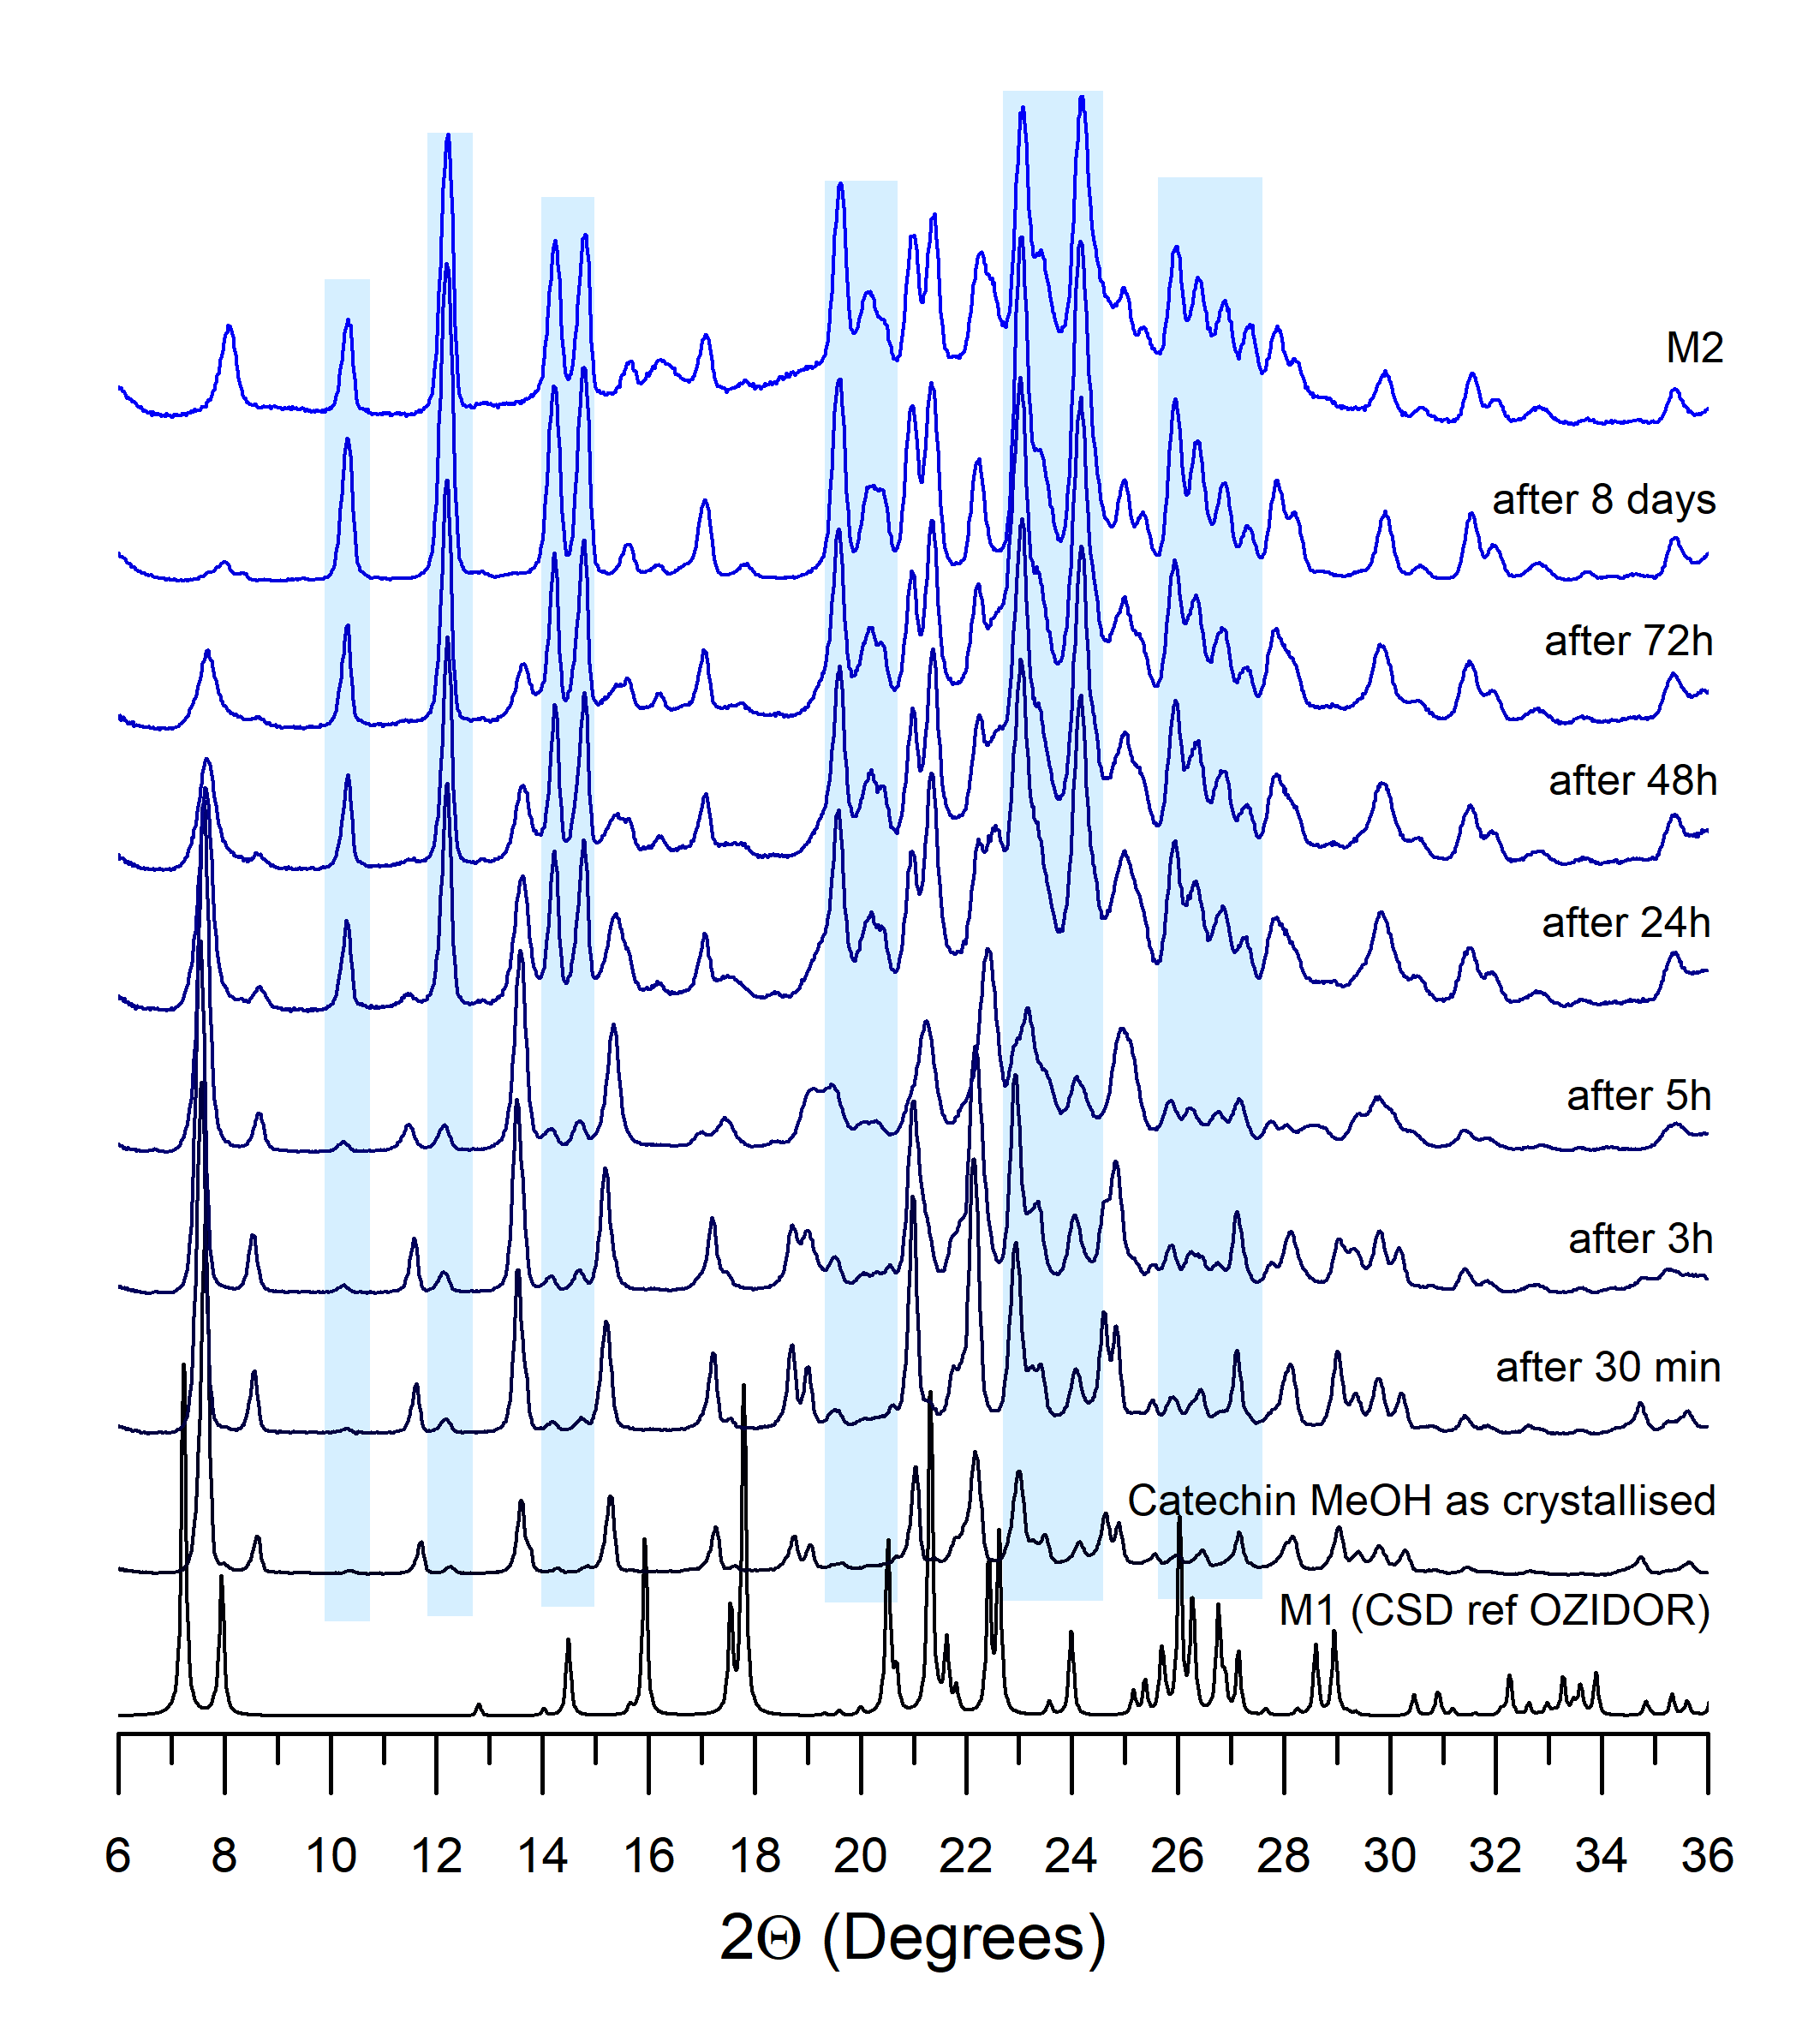 M2
after 8 days
after 72h
after 48h
after 24h
after 5h
after 3h
after 30 min
Catechin MeOH as crystallised
M1 (CSD ref OZIDOR)
6 8 10 12 14 16 18 20 22 24 26 28 30 32 34 36
2Θ (Degrees)